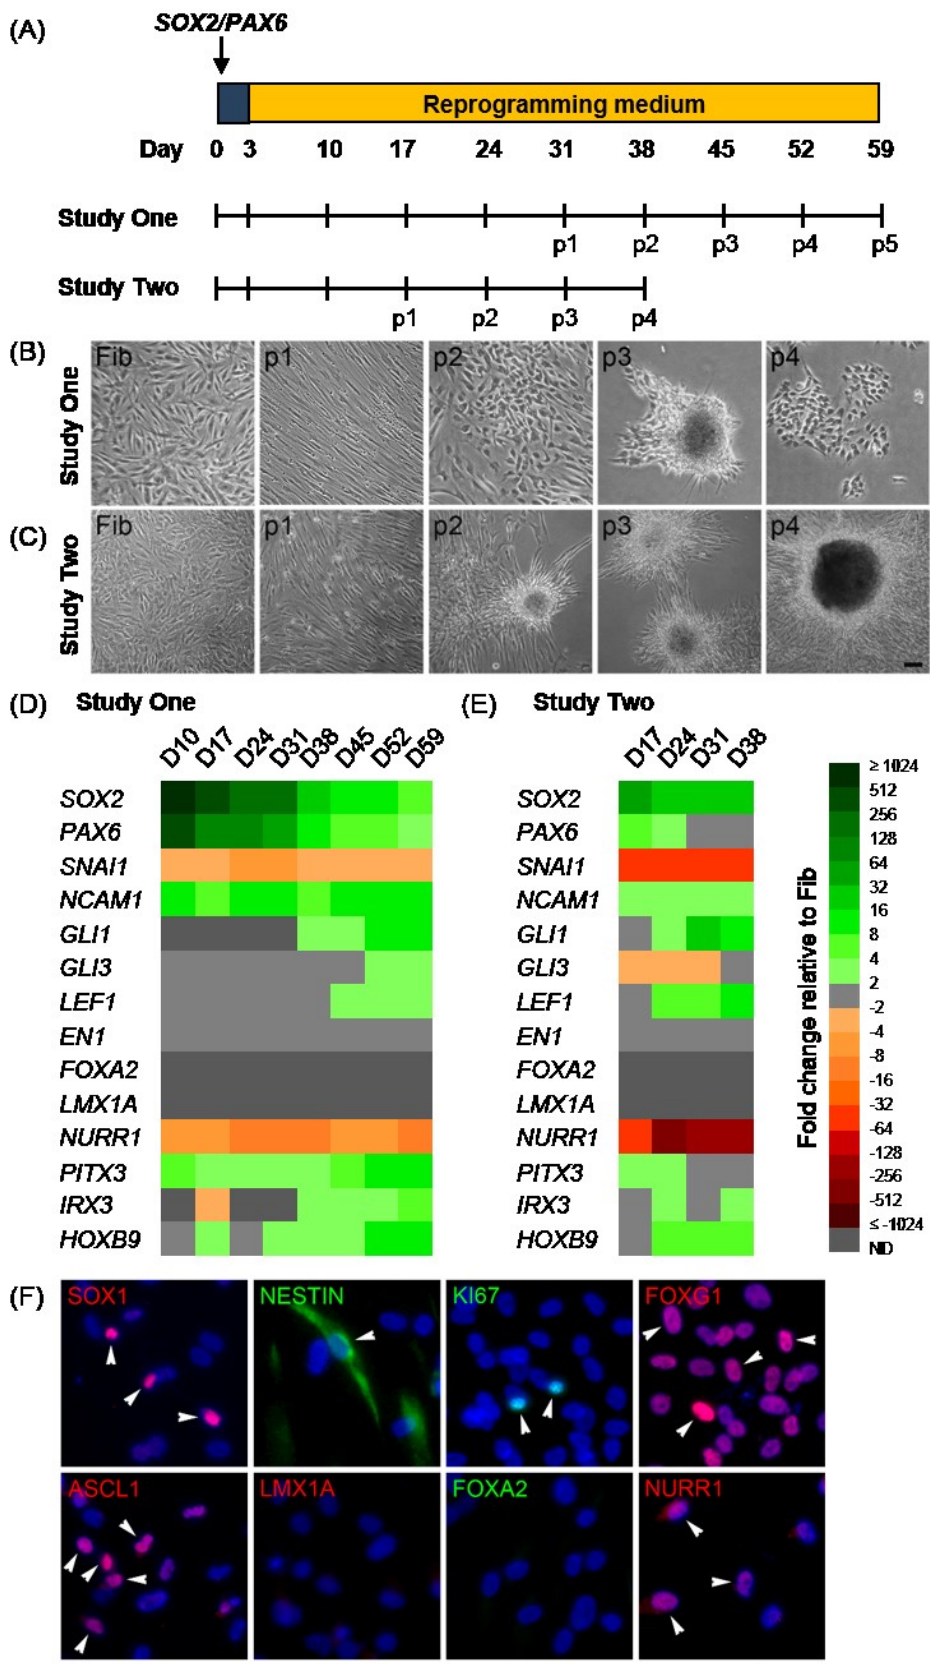 (A)
SOX2/PAX6
Reprogramming medium
Day 0 3 10 17 24 31 38 45 52 59
Study One
p1 p2 p3 p4 p5
Study Two
p1 p2 p3 p4
(B)
Study One
Fib p1 p2 p3 p4
(C)
Study Two
Fib p1 p2 p3 p4
(D) Study One
D10 D17 D24 D31 D38 D45 D52 D59
SOX2
PAX6
SNAI1
NCAM1
GLI1
GLI3
LEF1
EN1
FOXA2
LMX1A
NURR1
PITX3
IRX3
HOXB9
(E) Study Two
D17 D24 D31 D38
SOX2
PAX6
SNAI1
NCAM1
GLI1
GLI3
LEF1
EN1
FOXA2
LMX1A
NURR1
PITX3
IRX3
HOXB9
Fold change relative to Fib
≥ 1024
512
256
128
64
32
16
8
4
2
-2
-4
-8
-16
-32
-64
-128
-256
-512
≤ -1024
ND
(F)
SOX1 NESTIN KI67 FOXG1
ASCL1 LMX1A FOXA2 NURR1